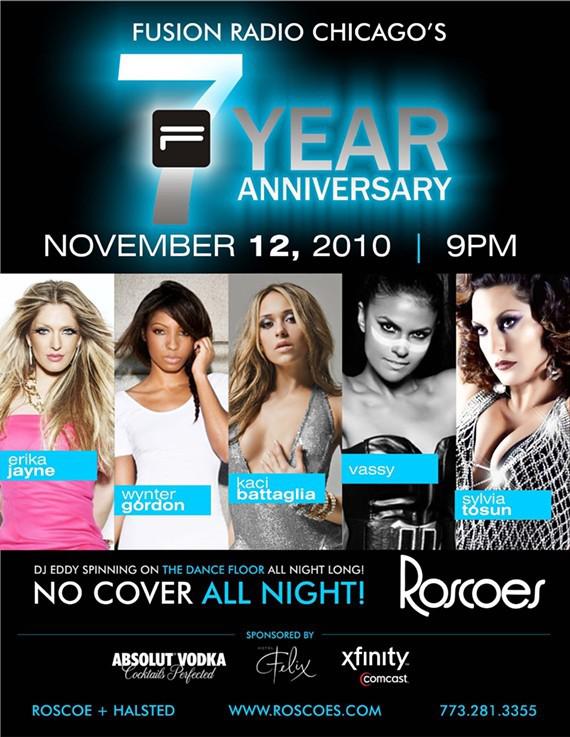 FUSION RADIO CHICAGO'S
7 YEAR
ANNIVERSARY
NOVEMBER 12, 2010 | 9PM
erika
jayne
wynter
gordon
kaci
battaglia
vassy
sylvia
tosun
DJ EDDY SPINNING ON THE DANCE FLOOR ALL NIGHT LONG!
NO COVER ALL NIGHT!
Roscoes
SPONSORED BY
ABSOLUT VODKA
Cocktails Perfected
HOTEL
Felix
xfinity
comcast
ROSCOE + HALSTED WWW.ROSCOES.COM 773.281.3355